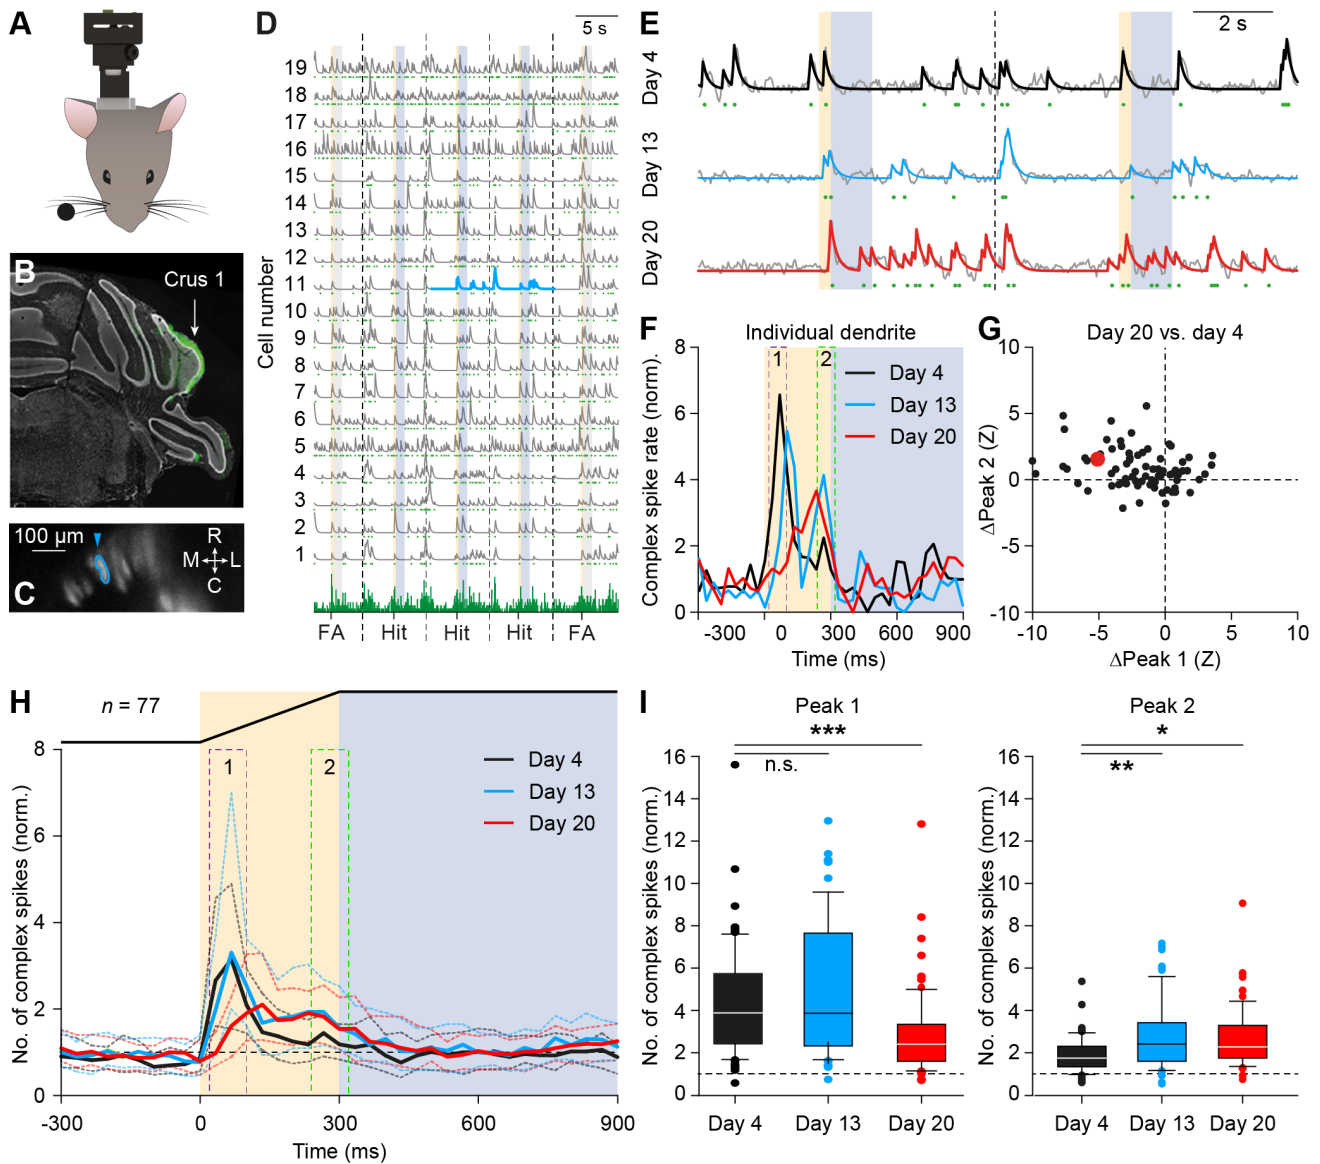 A
B
Crus 1
100 µm
R
M L
C
C
D
5 s
Cell number
19
18
17
16
15
14
13
12
11
10
9
8
7
6
5
4
3
2
1
FA Hit Hit Hit FA
E
2 s
Day 4
Day 13
Day 20
F
Individual dendrite
Complex spike rate (norm.)
8
6
4
2
0
1 2
Day 4
Day 13
Day 20
-300 0 300 600 900
Time (ms)
G
Day 20 vs. day 4
ΔPeak 2 (Z)
10
5
0
-5
-10
-10 -5 0 5 10
ΔPeak 1 (Z)
H
n = 77
No. of complex spikes (norm.)
8
6
4
2
0
1 2
Day 4
Day 13
Day 20
-300 0 300 600 900
Time (ms)
I
Peak 1
***
n.s.
No. of complex spikes (norm.)
16
14
12
10
8
6
4
2
0
Day 4 Day 13 Day 20
Peak 2
*
**
No. of complex spikes (norm.)
16
14
12
10
8
6
4
2
0
Day 4 Day 13 Day 20